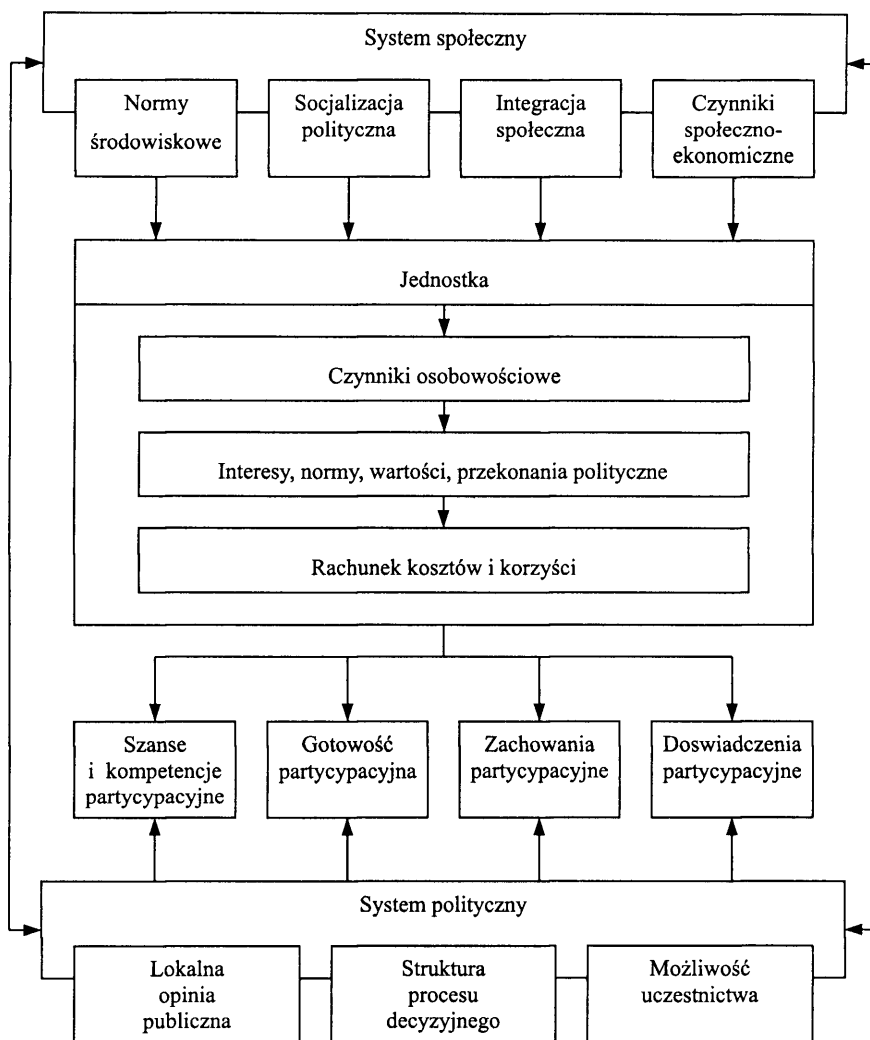 System społeczny
Normy
środowiskowe
Socjalizacja
polityczna
Integracja
społeczna
Czynniki
społeczno-
ekonomiczne
Jednostka
Czynniki osobowościowe
Interesy, normy, wartości, przekonania polityczne
Rachunek kosztów i korzyści
Szanse
i kompetencje
partycypacyjne
Gotowość
partycypacyjna
Zachowania
partycypacyjne
Doswiadczenia
partycypacyjne
System polityczny
Lokalna
opinia
publiczna
Struktura
procesu
decyzyjnego
Możliwość
uczestnictwa